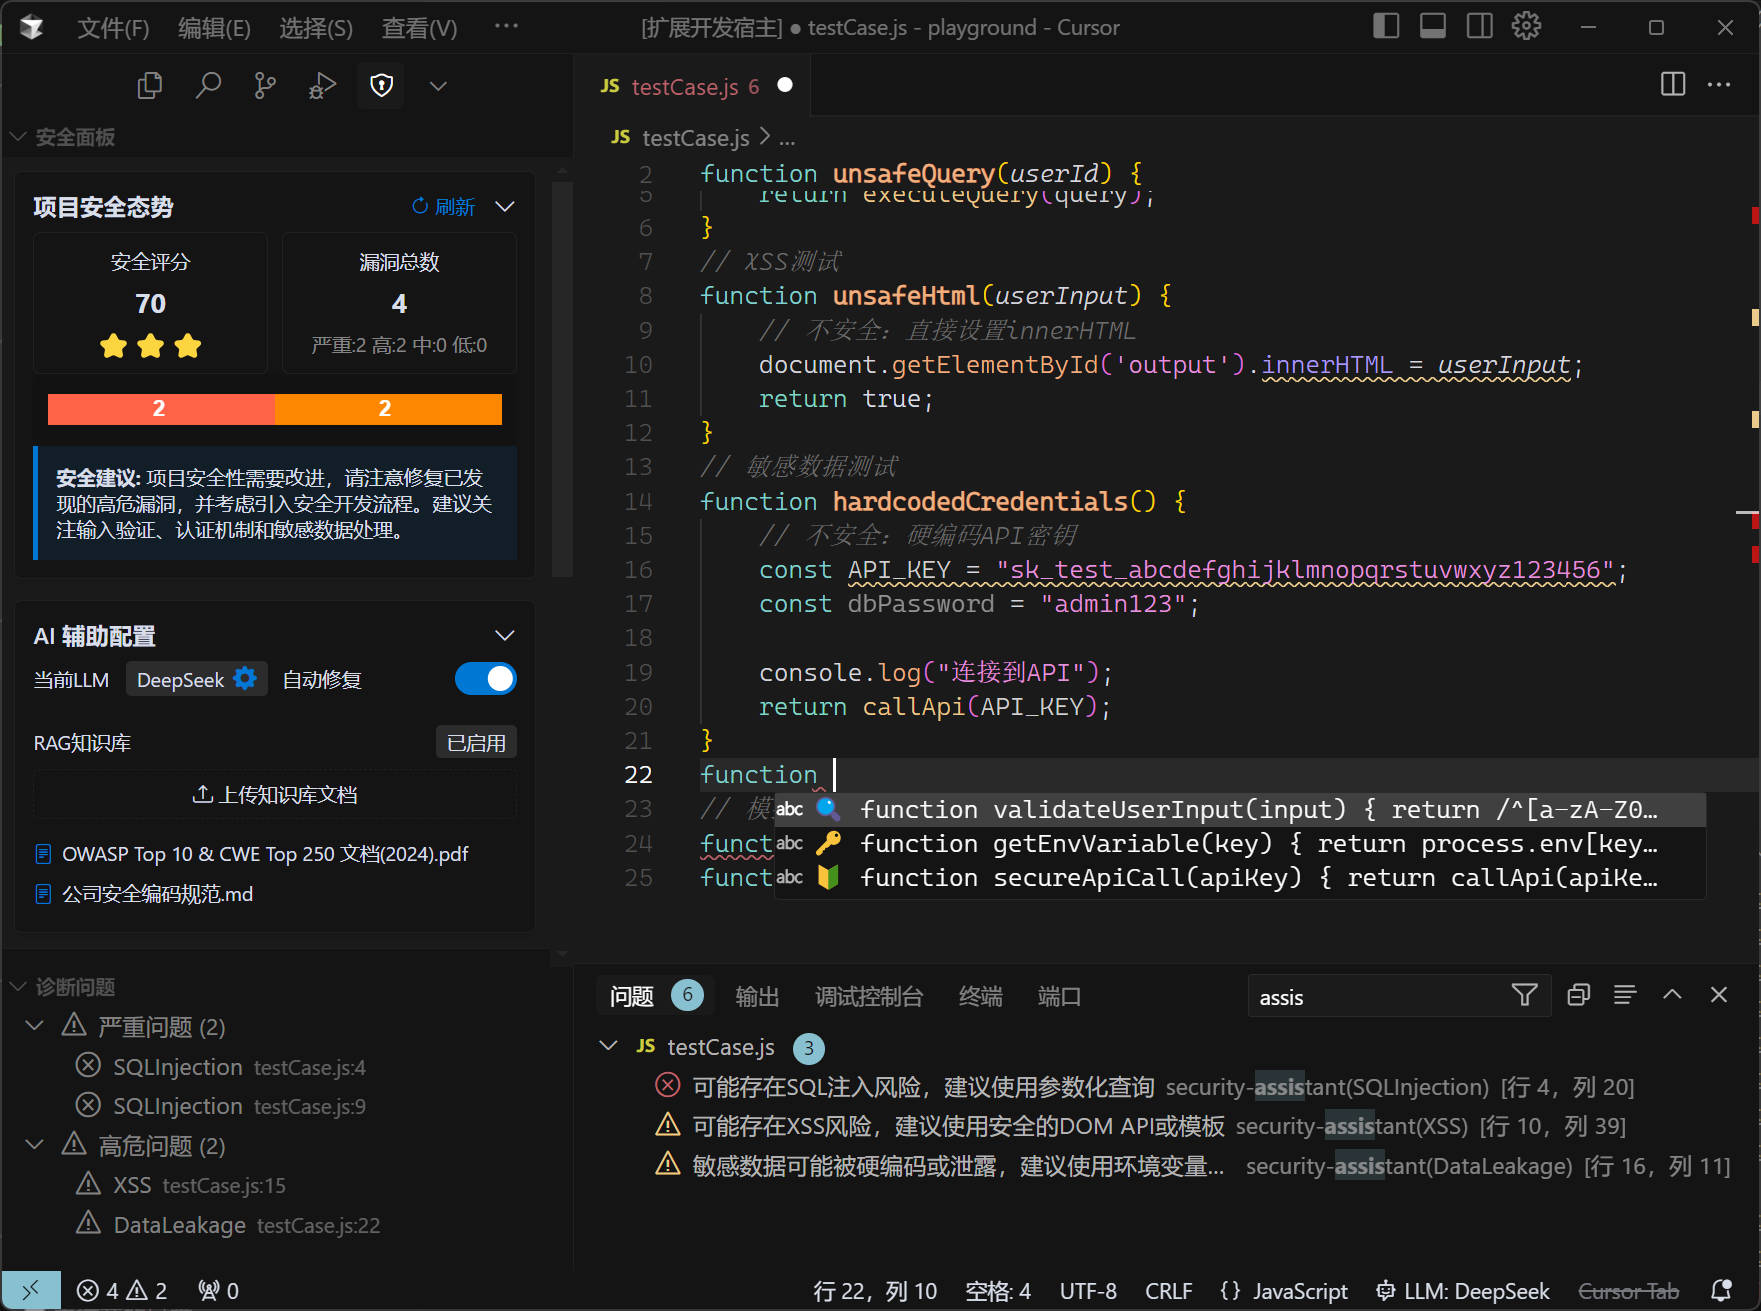 文件(F) 编辑(E) 选择(S) 查看(V) ··· [扩展开发宿主] ● testCase.js - playground - Cursor
安全面板
项目安全态势 刷新
安全评分
70
漏洞总数
4
严重:2 高:2 中:0 低:0
2 2
安全建议: 项目安全性需要改进，请注意修复已发
现的高危漏洞，并考虑引入安全开发流程。建议关
注输入验证、认证机制和敏感数据处理。
AI 辅助配置
当前LLM DeepSeek 自动修复
RAG知识库 已启用
上传知识库文档
OWASP Top 10 & CWE Top 250 文档(2024).pdf
公司安全编码规范.md
诊断问题
严重问题 (2)
SQLInjection testCase.js:4
SQLInjection testCase.js:9
高危问题 (2)
XSS testCase.js:15
DataLeakage testCase.js:22
JS testCase.js 6 ●
JS testCase.js > ...
2 function unsafeQuery(userId) {
5 return executeQuery(query);
6 }
7 // XSS测试
8 function unsafeHtml(userInput) {
9 // 不安全: 直接设置innerHTML
10 document.getElementById('output').innerHTML = userInput;
11 return true;
12 }
13 // 敏感数据测试
14 function hardcodedCredentials() {
15 // 不安全: 硬编码API密钥
16 const API_KEY = "sk_test_abcdefghijklmnopqrstuvwxyz123456";
17 const dbPassword = "admin123";
18
19 console.log("连接到API");
20 return callApi(API_KEY);
21 }
22 function
23 // 模
24 funct
25 funct
abc function validateUserInput(input) { return /^[a-zA-Z0…
abc function getEnvVariable(key) { return process.env[key…
abc function secureApiCall(apiKey) { return callApi(apiKe…
问题 6 输出 调试控制台 终端 端口 assis
JS testCase.js 3
可能存在SQL注入风险，建议使用参数化查询 security-assistant(SQLInjection) [行 4，列 20]
可能存在XSS风险，建议使用安全的DOM API或模板 security-assistant(XSS) [行 10，列 39]
敏感数据可能被硬编码或泄露，建议使用环境变量... security-assistant(DataLeakage) [行 16，列 11]
4 2 0 行 22，列 10 空格: 4 UTF-8 CRLF {} JavaScript LLM: DeepSeek Cursor Tab